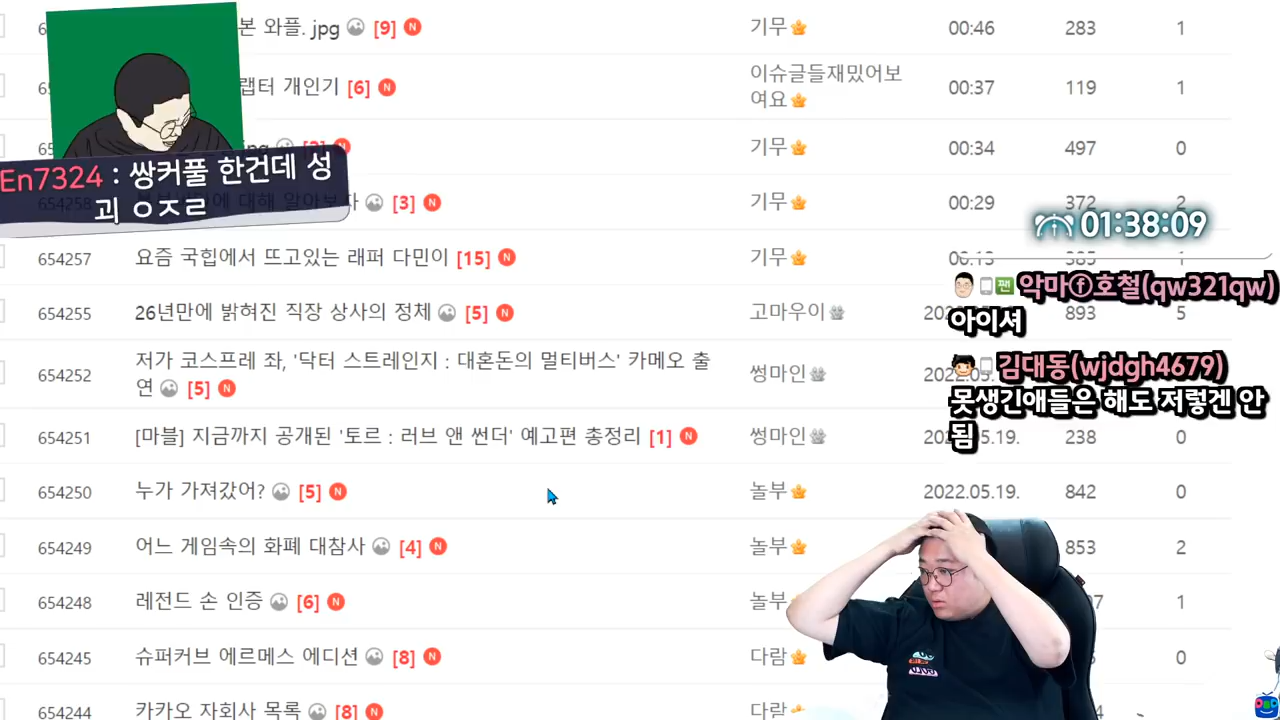 본 와플. jpg [9] N 기무 00:46 283 1
랩터 개인기 [6] N 이슈글들재밌어보여요 00:37 119 1
기무 00:34 497 0
En7324 : 쌍커풀 한건데 성
괴 ㅇㅈㄹ
[3] N 기무 00:29 372 2
01:38:09
654257 요즘 국힙에서 뜨고있는 래퍼 다민이 [15] N 기무
악마ⓕ호철(qw321qw)
아이셔
654255 26년만에 밝혀진 직장 상사의 정체 [5] N 고마우이 893 5
654252 저가 코스프레 좌, '닥터 스트레인지 : 대혼돈의 멀티버스' 카메오 출
연 [5] N 썽마인
김대동(wjdgh4679)
못생긴애들은 해도 저렇겐 안
됨
654251 [마블] 지금까지 공개된 '토르 : 러브 앤 썬더' 예고편 총정리 [1] N 썽마인 238 0
654250 누가 가져갔어? [5] N 놀부 2022.05.19. 842 0
654249 어느 게임속의 화폐 대참사 [4] N 놀부 853 2
654248 레전드 손 인증 [6] N 놀부 1
654245 슈퍼커브 에르메스 에디션 [8] N 다람 0
654244 카카오 자회사 목록 [8] N 다람